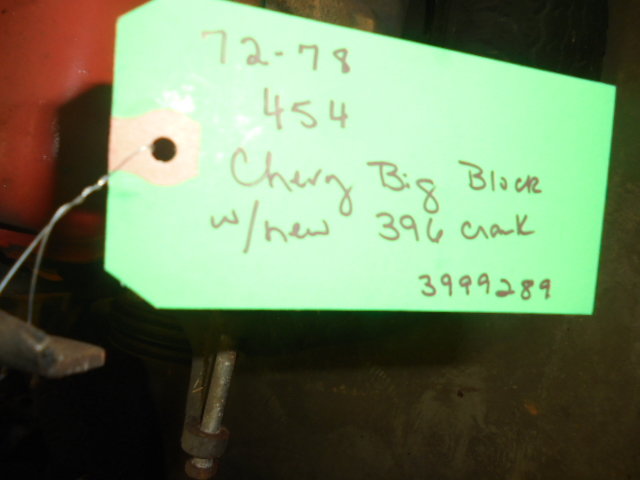 72-78
454
Chevy Big Block
w/new 396 crank
3999289